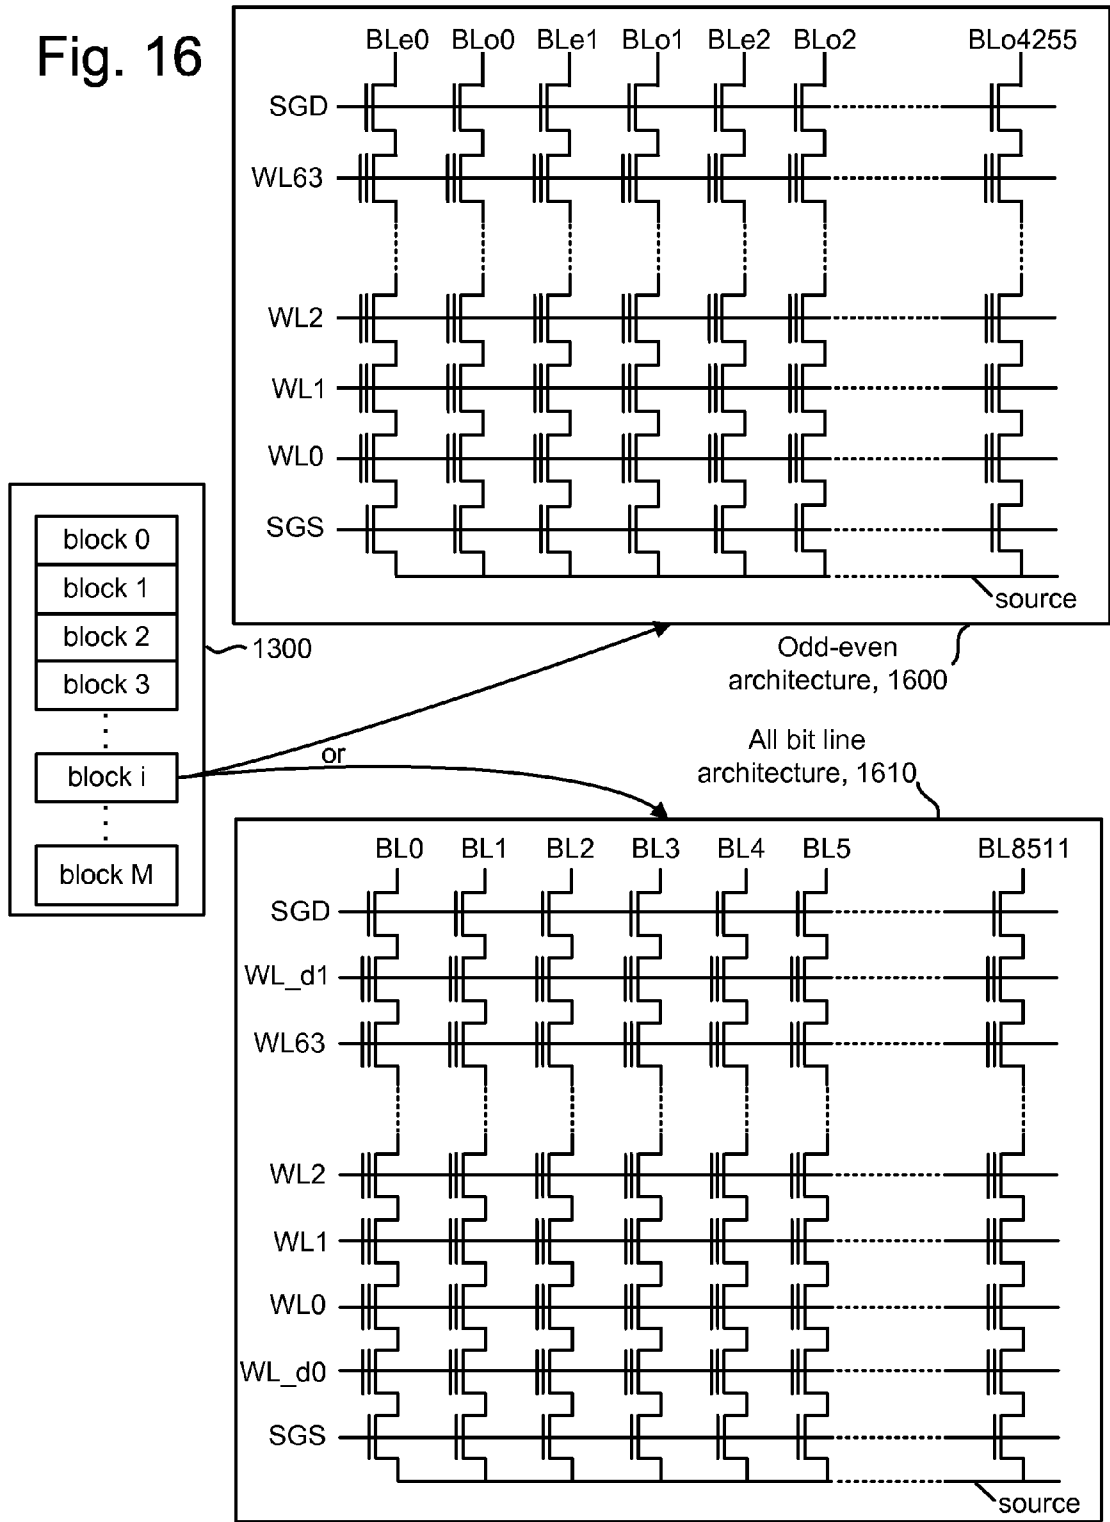 Fig. 16
BLe0 BLo0 BLe1 BLo1 BLe2 BLo2 BLo4255
SGD
WL63
WL2
WL1
WL0
SGS
source
block 0
block 1
block 2
block 3
block i
block M
1300
or
Odd-even
architecture, 1600
All bit line
architecture, 1610
BL0 BL1 BL2 BL3 BL4 BL5 BL8511
SGD
WL_d1
WL63
WL2
WL1
WL0
WL_d0
SGS
source